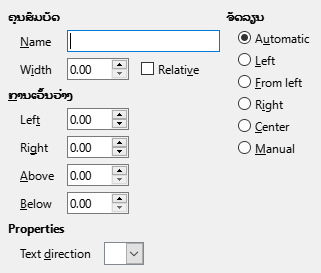 ຄຸນສົມບັດ
Name
Width 0.00 Relative
ການເວັ້ນວ່າງ
Left 0.00
Right 0.00
Above 0.00
Below 0.00
Properties
Text direction
ຈັດລຽນ
Automatic
Left
From left
Right
Center
Manual